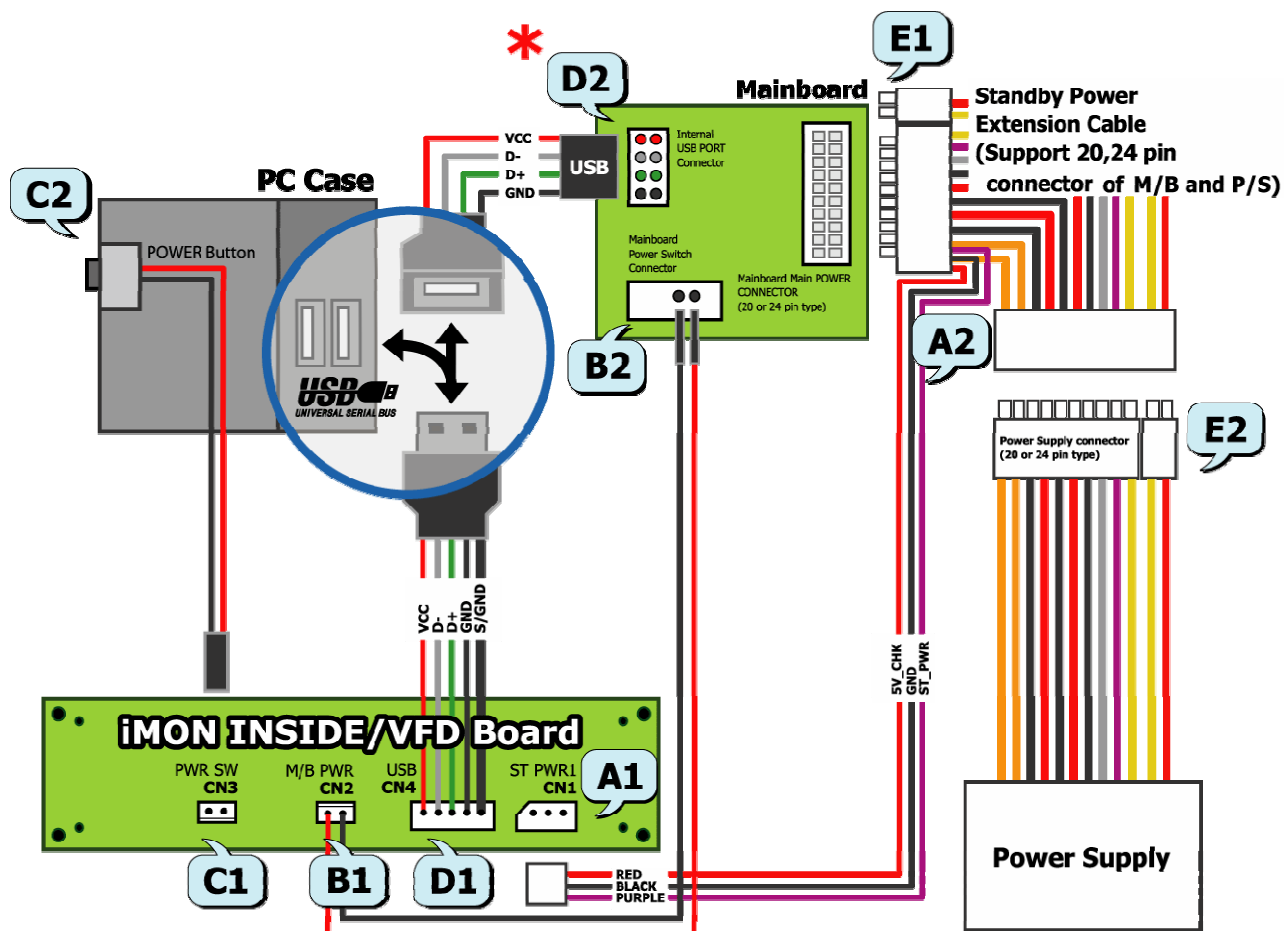 *
E1
D2
Mainboard
Standby Power
Extension Cable
(Support 20,24 pin
connector of M/B and P/S)
VCC
D-
D+
GND
USB
Internal
USB PORT
Connector
C2
PC Case
POWER Button
Mainboard
Power Switch
Connector
Mainboard Main POWER
CONNECTOR
(20 or 24 pin type)
A2
B2
USB
UNIVERSAL SERIAL BUS
Power Supply connector
(20 or 24 pin type)
E2
VCC
D-
D+
GND
S/GND
5V_CHK
GND
ST_PWR
iMON INSIDE/VFD Board
PWR SW
CN3
M/B PWR
CN2
USB
CN4
ST PWR1
CN1
A1
C1
B1
D1
RED
BLACK
PURPLE
Power Supply